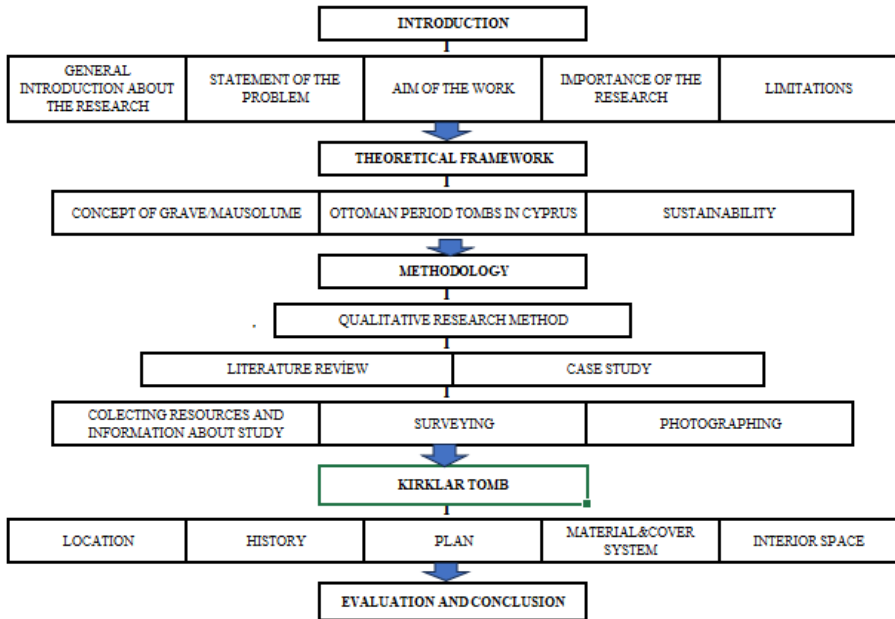 INTRODUCTION
GENERAL
INTRODUCTION ABOUT
THE RESEARCH
STATEMENT OF THE
PROBLEM
AIM OF THE WORK
IMPORTANCE OF THE
RESEARCH
LIMITATIONS
THEORETICAL FRAMEWORK
CONCEPT OF GRAVE/MAUSOLUME
OTTOMAN PERIOD TOMBS IN CYPRUS
SUSTAINABILITY
METHODOLOGY
QUALITATIVE RESEARCH METHOD
LITERATURE REVİEW
CASE STUDY
COLECTING RESOURCES AND
INFORMATION ABOUT STUDY
SURVEYING
PHOTOGRAPHING
KIRKLAR TOMB
LOCATION
HISTORY
PLAN
MATERIAL&COVER
SYSTEM
INTERIOR SPACE
EVALUATION AND CONCLUSION